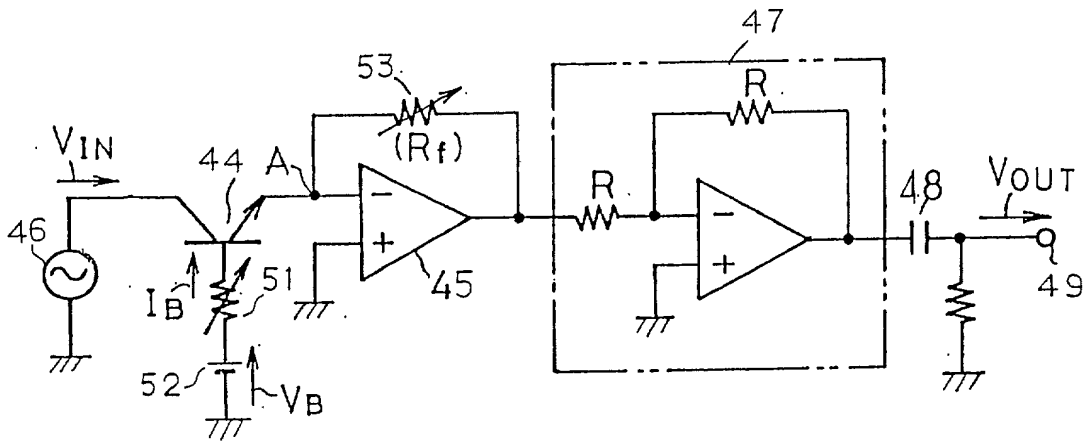 47
53
(Rf)
R
VIN
44
A
R
48
VOUT
46
−
+
45
−
+
49
IB
51
52
VB